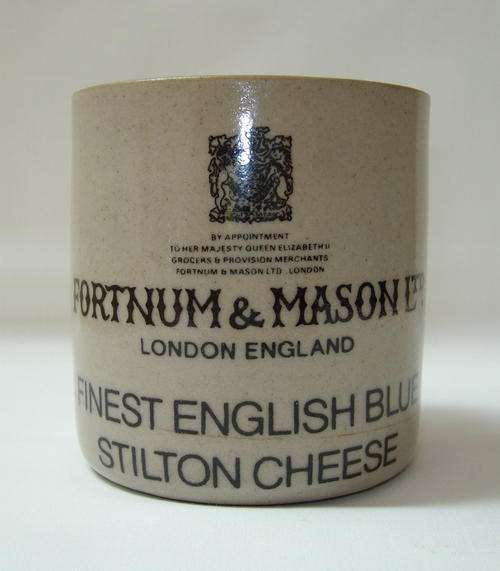 BY APPOINTMENT
TO HER MAJESTY QUEEN ELIZABETH II
GROCERS & PROVISION MERCHANTS
FORTNUM & MASON LTD. LONDON
FORTNUM & MASON LTD
LONDON ENGLAND
FINEST ENGLISH BLUE
STILTON CHEESE